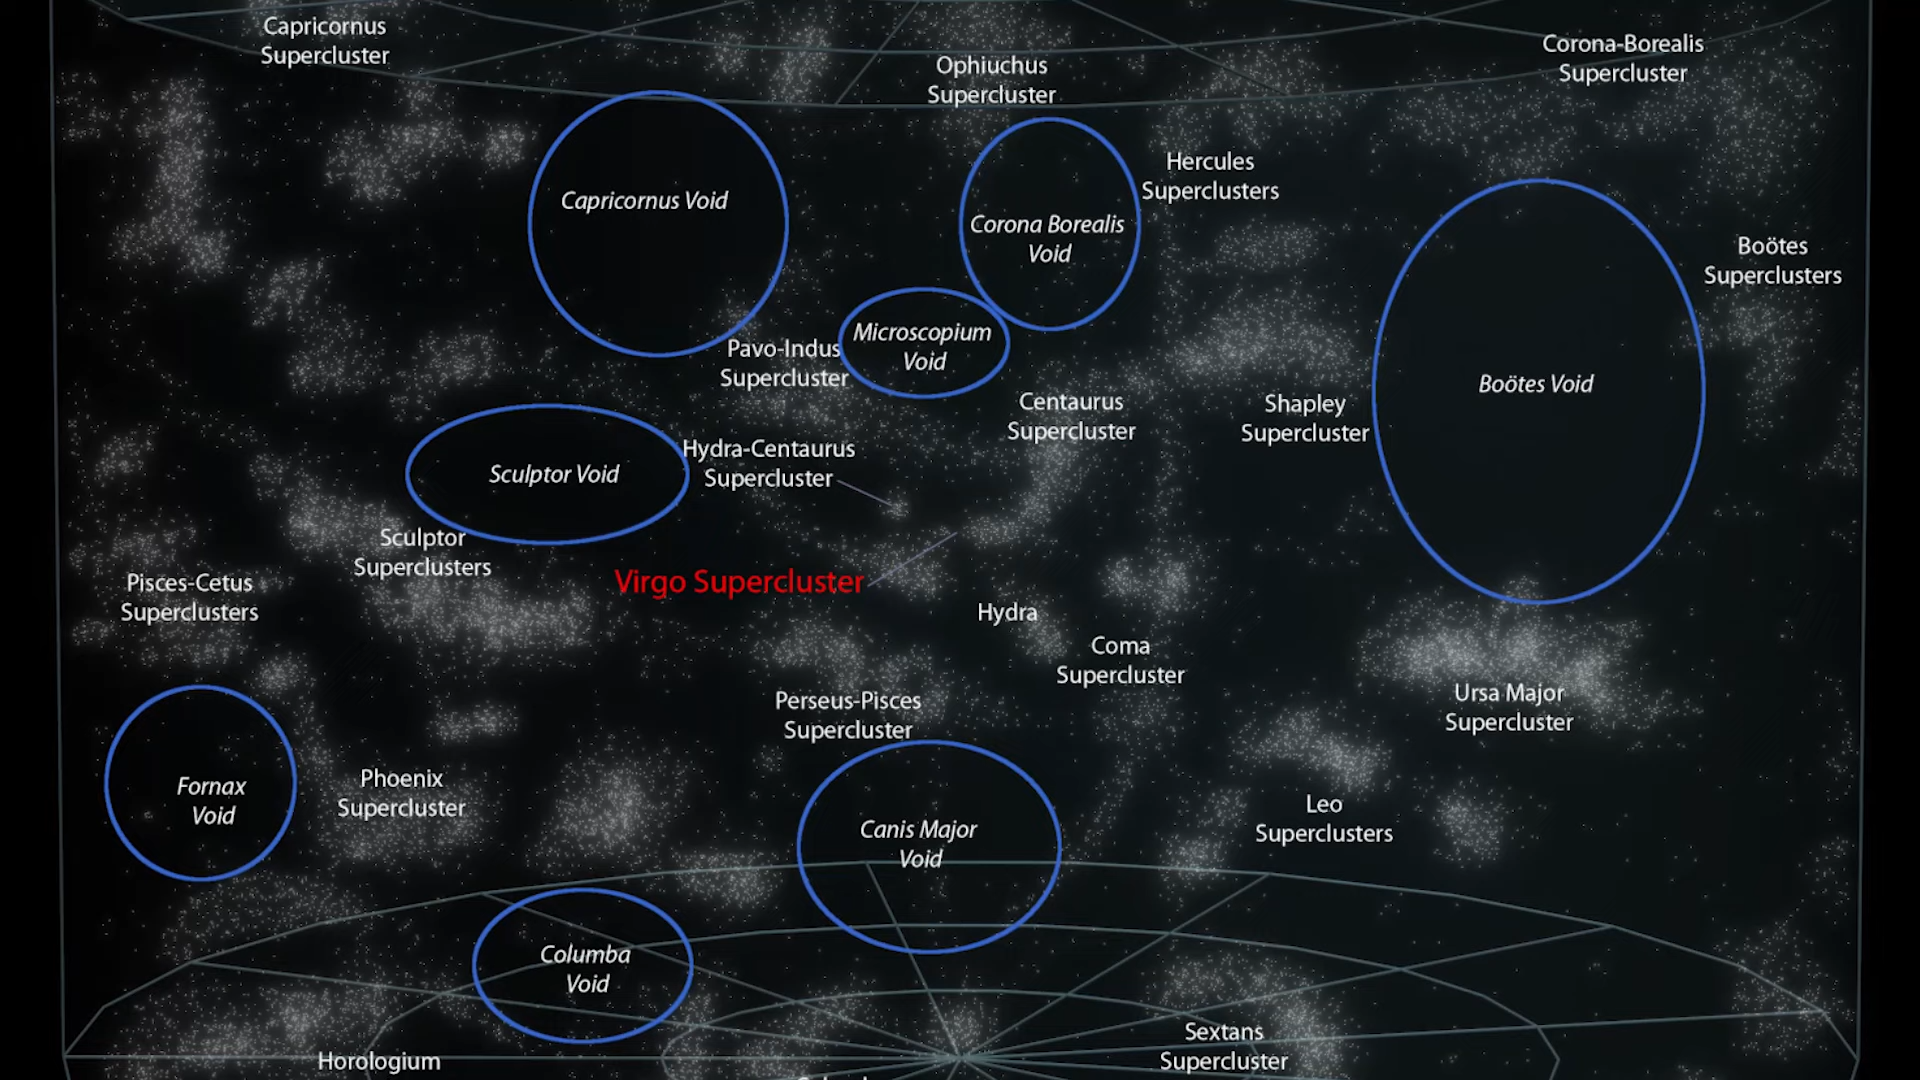 Capricornus
Supercluster
Ophiuchus
Supercluster
Corona-Borealis
Supercluster
Capricornus Void
Corona Borealis
Void
Hercules
Superclusters
Boötes
Superclusters
Microscopium
Void
Pavo-Indus
Supercluster
Boötes Void
Centaurus
Supercluster
Shapley
Supercluster
Hydra-Centaurus
Supercluster
Sculptor Void
Sculptor
Superclusters
Pisces-Cetus
Superclusters
Virgo Supercluster
Hydra
Coma
Supercluster
Perseus-Pisces
Supercluster
Ursa Major
Supercluster
Fornax
Void
Phoenix
Supercluster
Canis Major
Void
Leo
Superclusters
Columba
Void
Horologium
Sextans
Supercluster